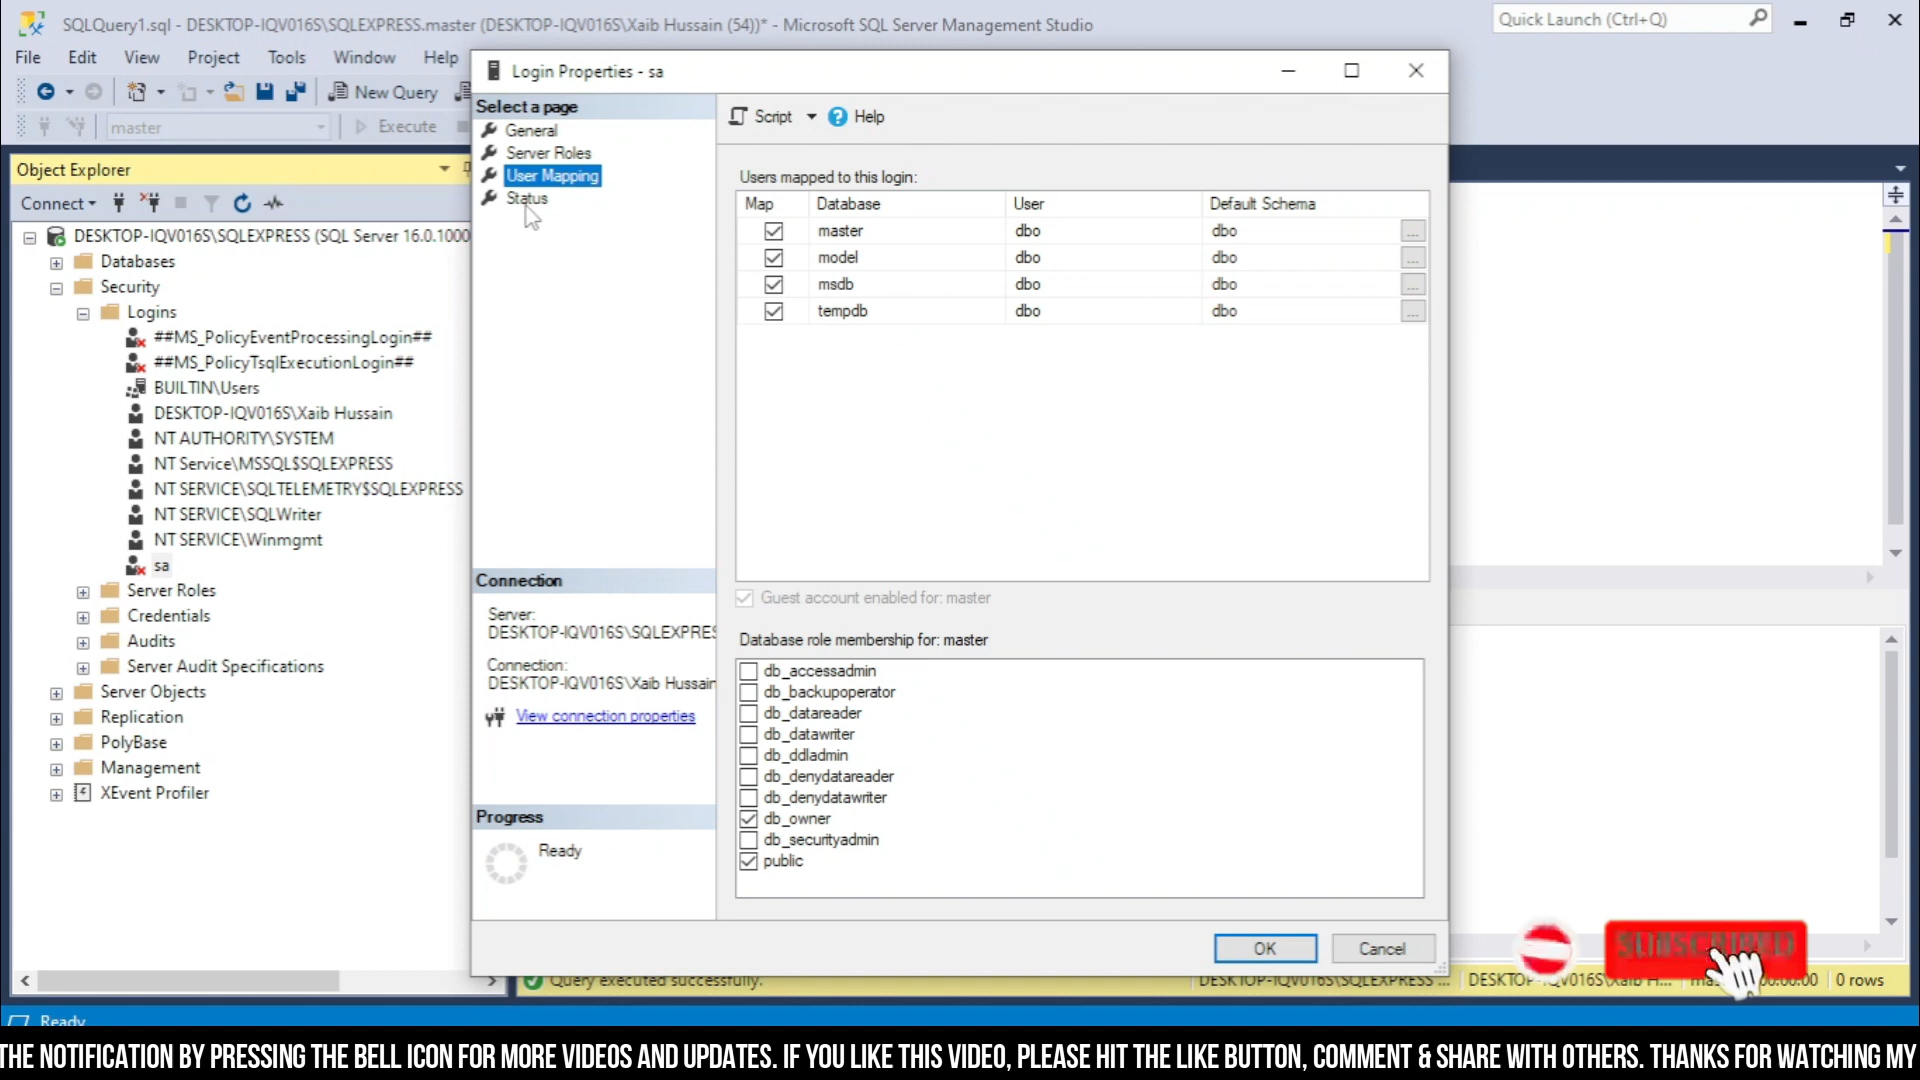 SQLQuery1.sql - DESKTOP-IQV016S\SQLEXPRESS.master (DESKTOP-IQV016S\Xaib Hussain (54))* - Microsoft SQL Server Management Studio
Quick Launch (Ctrl+Q)
File Edit View Project Tools Window Help
New Query
master
Execute
Object Explorer
Connect
DESKTOP-IQV016S\SQLEXPRESS (SQL Server 16.0.1000
Databases
Security
Logins
##MS_PolicyEventProcessingLogin##
##MS_PolicyTsqlExecutionLogin##
BUILTIN\Users
DESKTOP-IQV016S\Xaib Hussain
NT AUTHORITY\SYSTEM
NT Service\MSSQL$SQLEXPRESS
NT SERVICE\SQLTELEMETRY$SQLEXPRESS
NT SERVICE\SQLWriter
NT SERVICE\Winmgmt
sa
Server Roles
Credentials
Audits
Server Audit Specifications
Server Objects
Replication
PolyBase
Management
XEvent Profiler
Login Properties - sa
Select a page
General
Server Roles
User Mapping
Status
Connection
Server:
DESKTOP-IQV016S\SQLEXPRES
Connection:
DESKTOP-IQV016S\Xaib Hussain
View connection properties
Progress
Ready
Script Help
Users mapped to this login:
Map Database User Default Schema
master dbo dbo ...
model dbo dbo ...
msdb dbo dbo ...
tempdb dbo dbo ...
Guest account enabled for: master
Database role membership for: master
db_accessadmin
db_backupoperator
db_datareader
db_datawriter
db_ddladmin
db_denydatareader
db_denydatawriter
db_owner
db_securityadmin
public
OK Cancel
Query executed successfully. DESKTOP-IQV016S\SQLEXPRESS ... 0 rows
Ready
THE NOTIFICATION BY PRESSING THE BELL ICON FOR MORE VIDEOS AND UPDATES. IF YOU LIKE THIS VIDEO, PLEASE HIT THE LIKE BUTTON, COMMENT & SHARE WITH OTHERS. THANKS FOR WATCHING MY